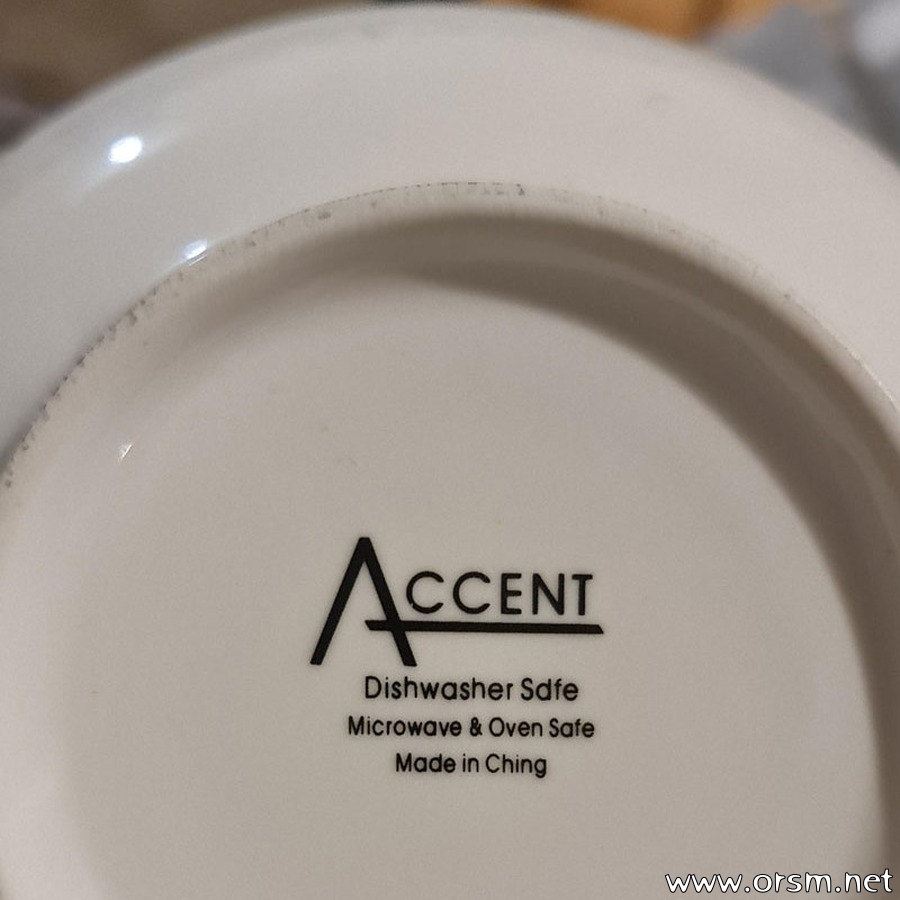 ACCENT
Dishwasher Sdfe
Microwave & Oven Safe
Made in Ching
www.orsm.net